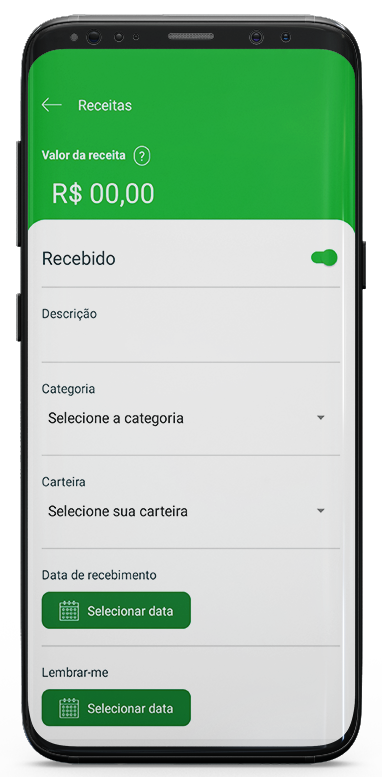 Receitas
Valor da receita ?
R$ 00,00
Recebido
Descrição
Categoria
Selecione a categoria
Carteira
Selecione sua carteira
Data de recebimento
Selecionar data
Lembrar-me
Selecionar data